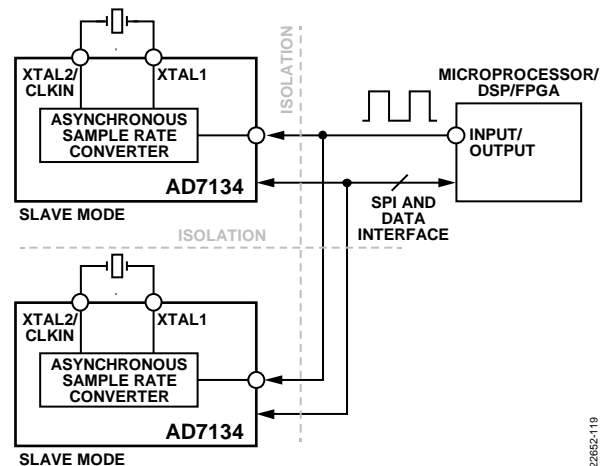 XTAL2/
CLKIN
XTAL1
ASYNCHRONOUS
SAMPLE RATE
CONVERTER
AD7134
SLAVE MODE
ISOLATION
MICROPROCESSOR/
DSP/FPGA
INPUT/
OUTPUT
SPI AND
DATA
INTERFACE
ISOLATION
XTAL2/
CLKIN
XTAL1
ASYNCHRONOUS
SAMPLE RATE
CONVERTER
AD7134
SLAVE MODE
22652-119